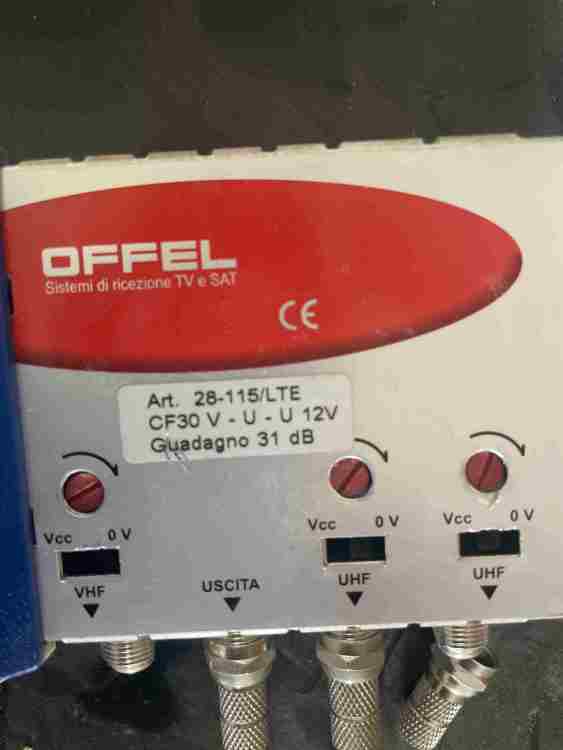 OFFEL
Sistemi di ricezione TV e SAT
CE
Art. 28-115/LTE
CF30 V - U - U 12V
Guadagno 31 dB
Vcc 0 V
Vcc 0 V
Vcc 0 V
VHF
USCITA
UHF
UHF